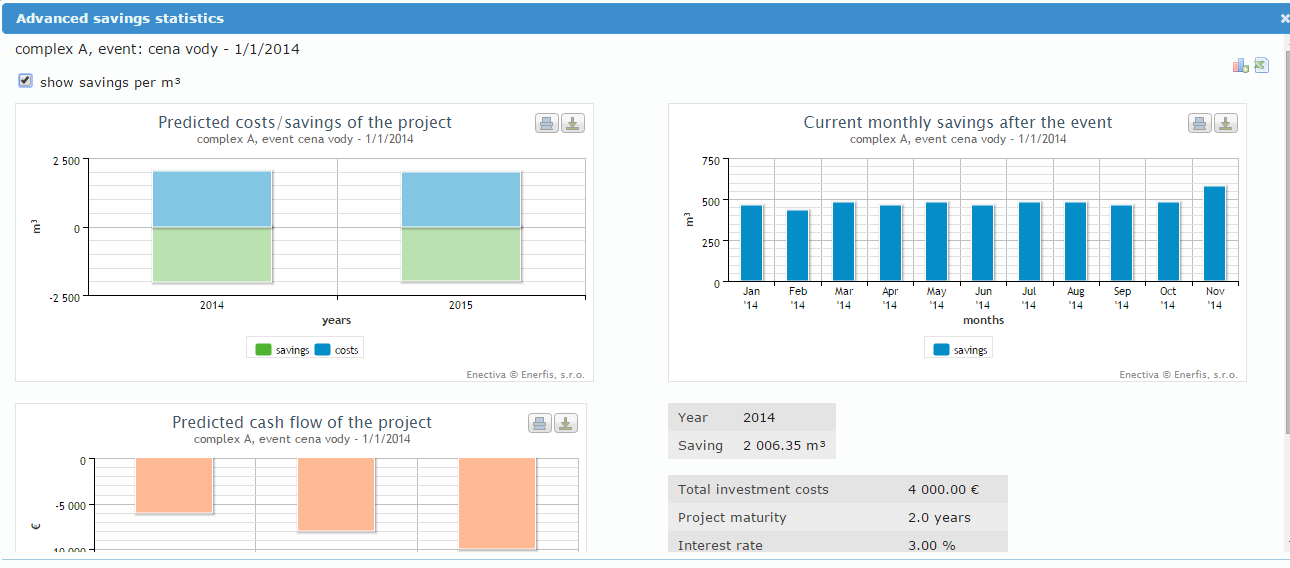 Advanced savings statistics
complex A, event: cena vody - 1/1/2014
show savings per m³
Predicted costs/savings of the project
complex A, event cena vody - 1/1/2014
2 500
0
-2 500
m³
2014 2015
years
savings costs
Enectiva © Enerfis, s.r.o.
Current monthly savings after the event
complex A, event cena vody - 1/1/2014
750
500
250
0
m³
Jan Feb Mar Apr May Jun Jul Aug Sep Oct Nov
'14 '14 '14 '14 '14 '14 '14 '14 '14 '14 '14
months
savings
Enectiva © Enerfis, s.r.o.
Predicted cash flow of the project
complex A, event cena vody - 1/1/2014
0
-5 000
-10 000
€
Year 2014
Saving 2 006.35 m³
Total investment costs 4 000.00 €
Project maturity 2.0 years
Interest rate 3.00 %